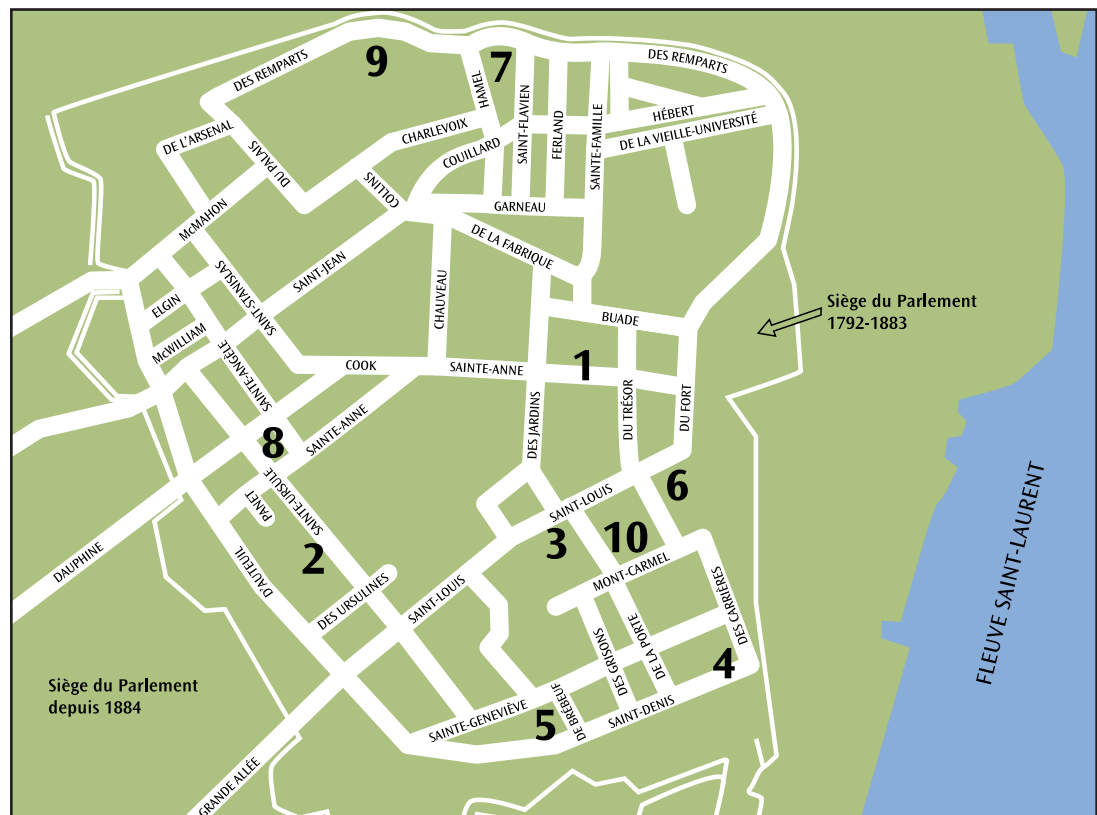 9
7
DES REMPARTS
DES REMPARTS
HAMEL
SAINT-FLAVIEN
FERLAND
SAINTE-FAMILLE
HÉBERT
DE LA VIEILLE-UNIVERSITÉ
DE L'ARSENAL
CHARLEVOIX
COUILLARD
DU PALAIS
COLLINS
GARNEAU
McMAHON
DE LA FABRIQUE
SAINT-JEAN
SAINT-STANISLAS
CHAUVEAU
ELGIN
BUADE
Siège du Parlement
1792-1883
McWILLIAM
SAINTE-ANGÈLE
COOK
SAINTE-ANNE
1
DES JARDINS
DU TRÉSOR
DU FORT
8
SAINTE-ANNE
PANET
SAINTE-URSULE
6
SAINT-LOUIS
3
10
2
DAUPHINE
D'AUTEUIL
DES URSULINES
SAINT-LOUIS
MONT-CARMEL
DES CARRIÈRES
DES GRISONS
DE LA PORTE
4
FLEUVE SAINT-LAURENT
Siège du Parlement
depuis 1884
SAINTE-GENEVIÈVE
5
DE BRÉBEUF
SAINT-DENIS
GRANDE ALLÉE